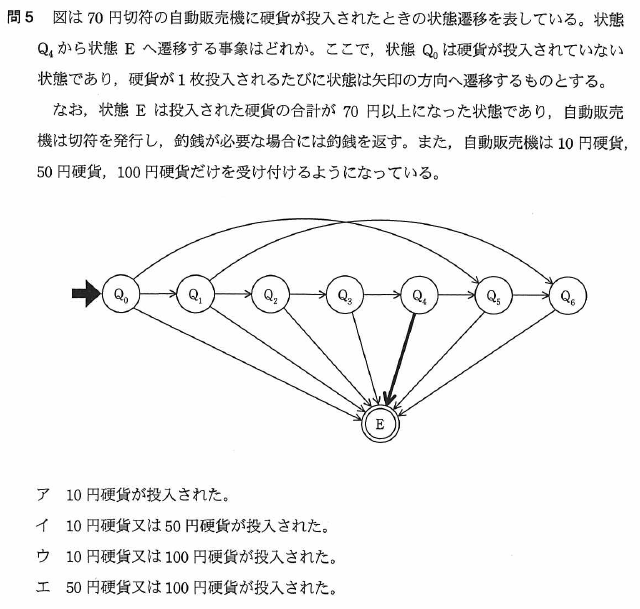 問5 図は70円切符の自動販売機に硬貨が投入されたときの状態遷移を表している。状態
Q4から状態Eへ遷移する事象はどれか。ここで，状態Q0は硬貨が投入されていない
状態であり，硬貨が1枚投入されるたびに状態は矢印の方向へ遷移するものとする。
なお，状態Eは投入された硬貨の合計が70円以上になった状態であり，自動販売
機は切符を発行し，釣銭が必要な場合には釣銭を返す。また，自動販売機は10円硬貨，
50円硬貨，100円硬貨だけを受け付けるようになっている。
Q0 Q1 Q2 Q3 Q4 Q5 Q6
E
ア 10円硬貨が投入された。
イ 10円硬貨又は50円硬貨が投入された。
ウ 10円硬貨又は100円硬貨が投入された。
エ 50円硬貨又は100円硬貨が投入された。